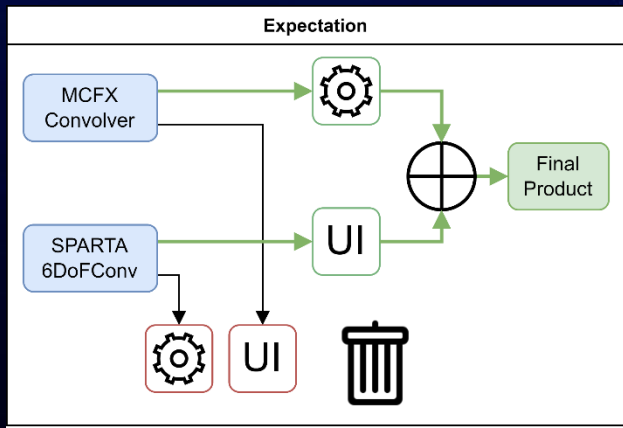 Expectation
MCFX
Convolver
Final
Product
SPARTA
6DoFConv
UI
UI